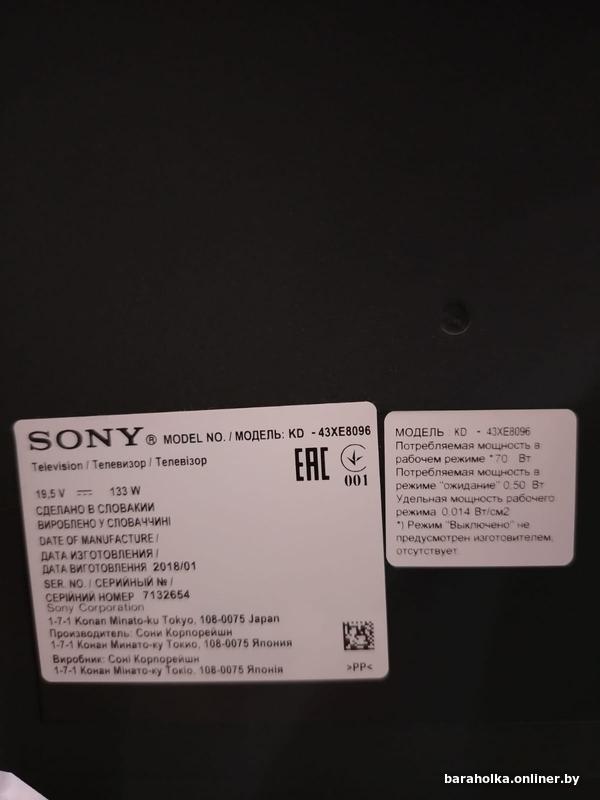 SONY® MODEL NO. / МОДЕЛЬ: KD - 43XE8096
Television / Телевизор / Телевізор
EAC
001
19,5 V ⎓ 133 W
СДЕЛАНО В СЛОВАКИИ
ВИРОБЛЕНО У СЛОВАЧЧИНІ
DATE OF MANUFACTURE /
ДАТА ИЗГОТОВЛЕНИЯ /
ДАТА ВИГОТОВЛЕННЯ 2018/01
SER. NO. / СЕРИЙНЫЙ № /
СЕРІЙНИЙ НОМЕР 7132654
Sony Corporation
1-7-1 Konan Minato-ku Tokyo, 108-0075 Japan
Производитель: Сони Корпорейшн
1-7-1 Конан Минато-ку Токио, 108-0075 Япония
Виробник: Соні Корпорейшн
1-7-1 Конан Мінато-ку Токіо, 108-0075 Японія
>PP<
МОДЕЛЬ KD - 43XE8096
Потребляемая мощность в
рабочем режиме *70 Вт
Потребляемая мощность в
режиме "ожидание" 0.50 Вт
Удельная мощность рабочего
режима 0.014 Вт/см2
*) Режим "Выключено" не
предусмотрен изготовителем,
отсутствует.
baraholka.onliner.by